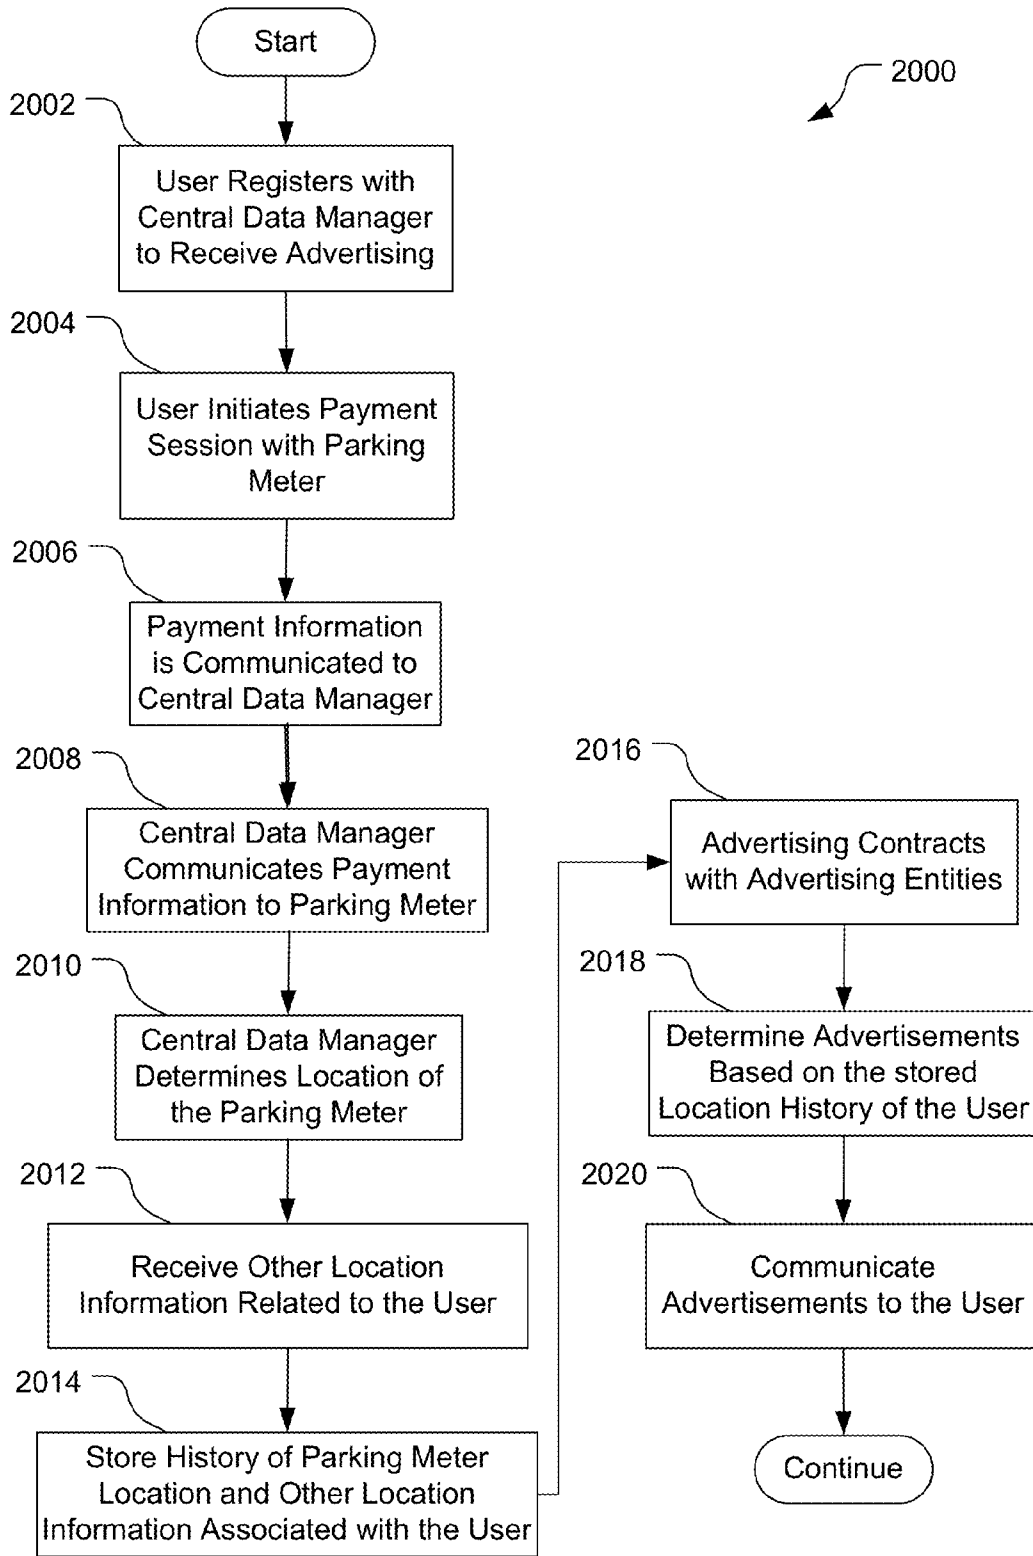 Start
2000
2002
User Registers with
Central Data Manager
to Receive Advertising
2004
User Initiates Payment
Session with Parking
Meter
2006
Payment Information
is Communicated to
Central Data Manager
2008
Central Data Manager
Communicates Payment
Information to Parking Meter
2010
Central Data Manager
Determines Location of
the Parking Meter
2012
Receive Other Location
Information Related to the User
2014
Store History of Parking Meter
Location and Other Location
Information Associated with the User
2016
Advertising Contracts
with Advertising Entities
2018
Determine Advertisements
Based on the stored
Location History of the User
2020
Communicate
Advertisements to the User
Continue